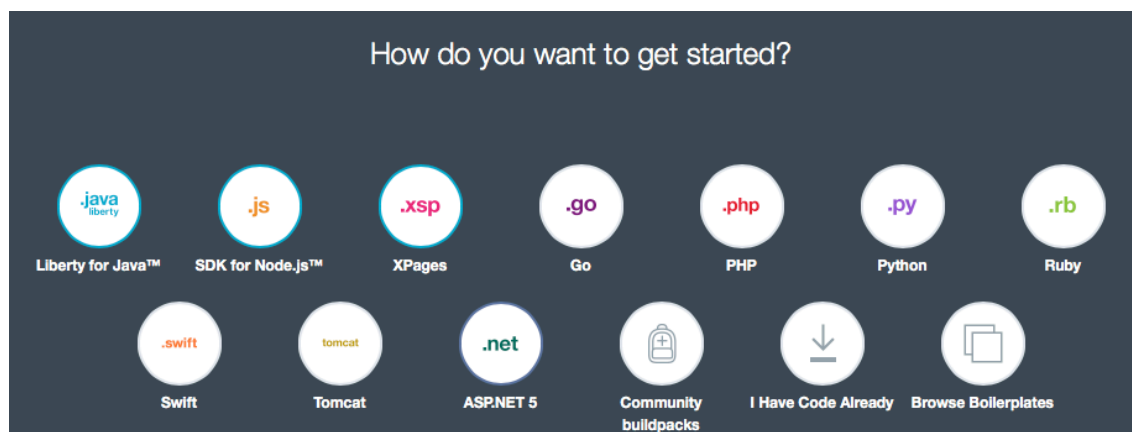 How do you want to get started?
.java
liberty
.js
.xsp
.go
.php
.py
.rb
Liberty for Java™
SDK for Node.js™
XPages
Go
PHP
Python
Ruby
.swift
tomcat
.net
Swift
Tomcat
ASP.NET 5
Community
buildpacks
I Have Code Already
Browse Boilerplates